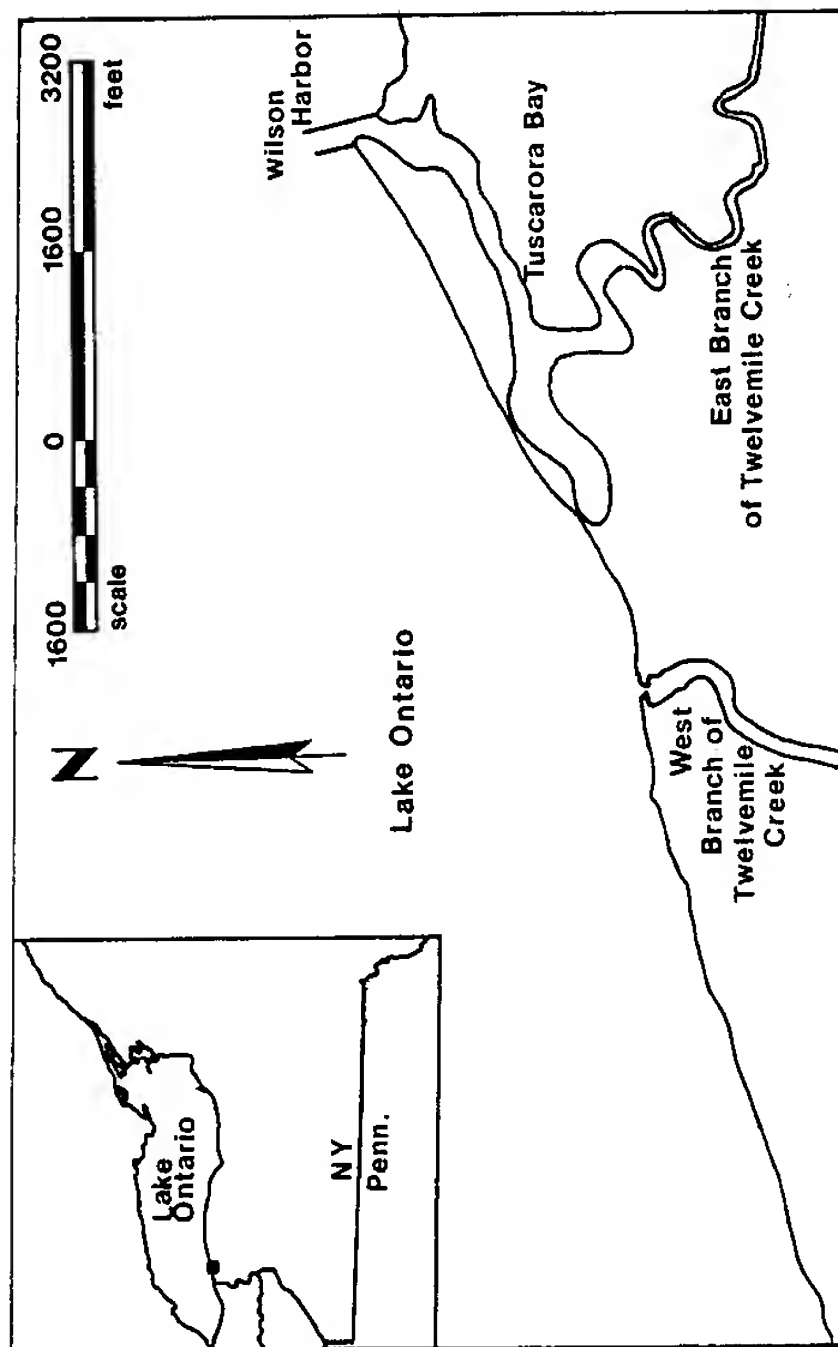 Lake
Ontario
NY
Penn.
N
1600 0 1600 3200
scale feet
Lake Ontario
Wilson
Harbor
Tuscarora Bay
East Branch
of Twelvemile Creek
West
Branch of
Twelvemile
Creek